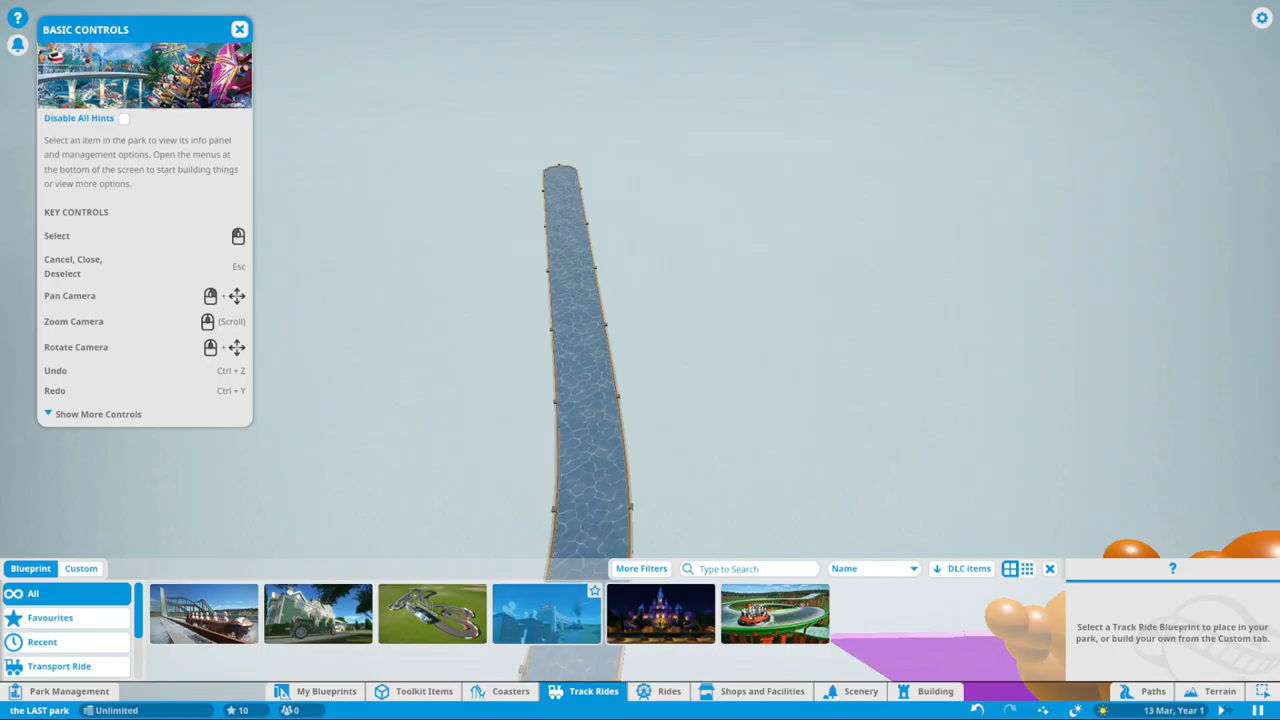 ?
BASIC CONTROLS
Disable All Hints
Select an item in the park to view its info panel
and management options. Open the menus at
the bottom of the screen to start building things
or view more options.
KEY CONTROLS
Select
Cancel, Close,
Deselect
Esc
Pan Camera
+
Zoom Camera
(Scroll)
Rotate Camera
+
Undo
Ctrl + Z
Redo
Ctrl + Y
Show More Controls
Blueprint
Custom
More Filters
Type to Search
Name
DLC items
?
All
Favourites
Recent
Transport Ride
Select a Track Ride Blueprint to place in your
park, or build your own from the Custom tab.
Park Management
My Blueprints
Toolkit Items
Coasters
Track Rides
Rides
Shops and Facilities
Scenery
Building
Paths
Terrain
the LAST park
Unlimited
10
0
13 Mar, Year 1